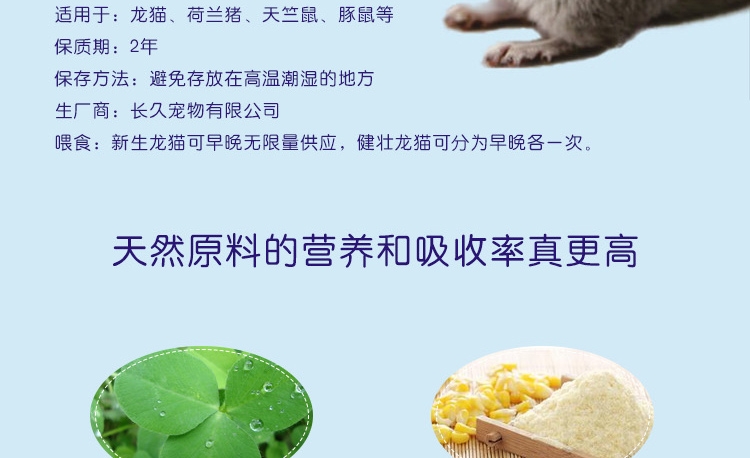 适用于：龙猫、荷兰猪、天竺鼠、豚鼠等
保质期：2年
保存方法：避免存放在高温潮湿的地方
生厂商：长久宠物有限公司
喂食：新生龙猫可早晚无限量供应，健壮龙猫可分为早晚各一次。
天然原料的营养和吸收率真更高